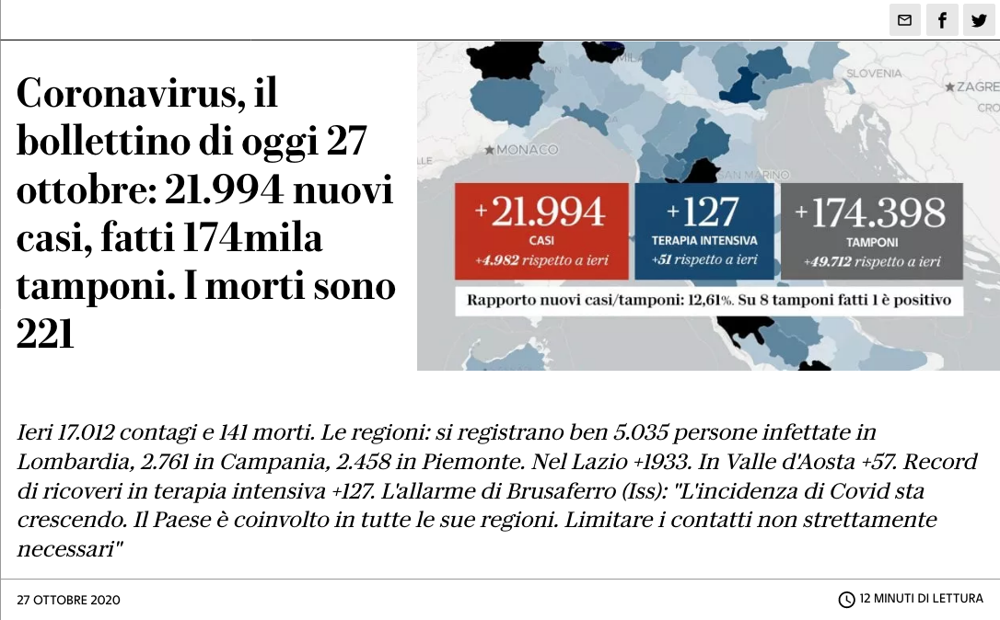 Coronavirus, il
bollettino di oggi 27
ottobre: 21.994 nuovi
casi, fatti 174mila
tamponi. I morti sono
221
SLOVENIA
ZAGRE
CRO
MONACO
SAN MARINO
+21.994
CASI
+4.982 rispetto a ieri
+127
TERAPIA INTENSIVA
+51 rispetto a ieri
+174.398
TAMPONI
+49.712 rispetto a ieri
Rapporto nuovi casi/tamponi: 12,61%. Su 8 tamponi fatti 1 è positivo
Ieri 17.012 contagi e 141 morti. Le regioni: si registrano ben 5.035 persone infettate in
Lombardia, 2.761 in Campania, 2.458 in Piemonte. Nel Lazio +1933. In Valle d'Aosta +57. Record
di ricoveri in terapia intensiva +127. L'allarme di Brusaferro (Iss): "L'incidenza di Covid sta
crescendo. Il Paese è coinvolto in tutte le sue regioni. Limitare i contatti non strettamente
necessari"
27 OTTOBRE 2020
12 MINUTI DI LETTURA